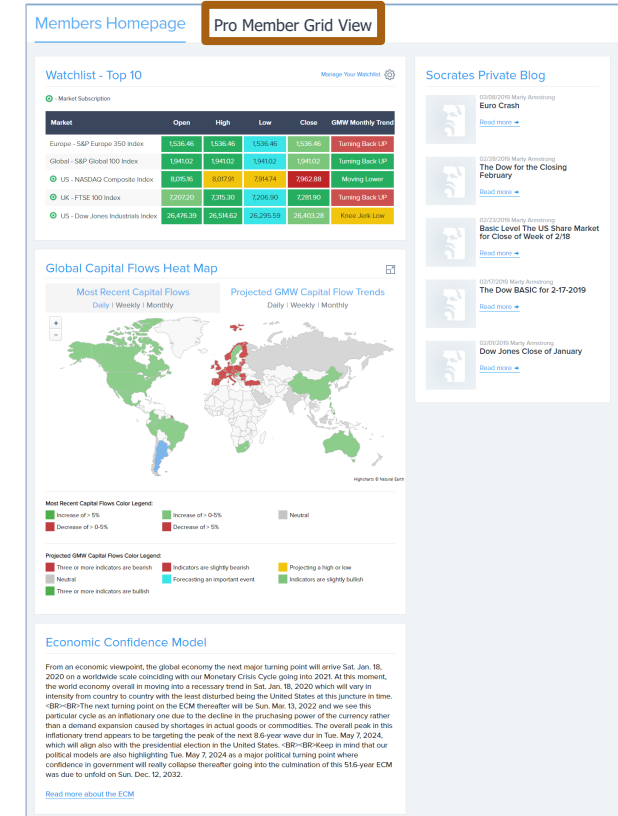 Members Homepage
Pro Member Grid View
Watchlist - Top 10
Manage Your Watchlist
- Market Subscription
Market Open High Low Close GMW Monthly Trend
Europe - S&P Europe 350 Index 1,536.46 1,536.46 1,536.46 1,536.46 Turning Back UP
Global - S&P Global 100 Index 1,941.02 1,941.02 1,941.02 1,941.02 Turning Back UP
US - NASDAQ Composite Index 8,015.16 8,017.91 7,914.74 7,962.88 Moving Lower
UK - FTSE 100 Index 7,207.20 7,315.30 7,206.90 7,281.90 Turning Back UP
US - Dow Jones Industrials Index 26,476.39 26,514.62 26,295.59 26,403.28 Knee Jerk Low
Global Capital Flows Heat Map
Most Recent Capital Flows
Daily | Weekly | Monthly
Projected GMW Capital Flow Trends
Daily | Weekly | Monthly
+
−
Highcharts © Natural Earth
Most Recent Capital Flows Color Legend:
Increase of > 5% Increase of > 0-5% Neutral
Decrease of > 0-5% Decrease of > 5%
Projected GMW Capital Flows Color Legend:
Three or more indicators are bearish Indicators are slightly bearish Projecting a high or low
Neutral Forecasting an important event Indicators are slightly bullish
Three or more indicators are bullish
Economic Confidence Model
From an economic viewpoint, the global economy the next major turning point will arrive Sat. Jan. 18,
2020 on a worldwide scale coinciding with our Monetary Crisis Cycle going into 2021. At this moment,
the world economy overall in moving into a recessary trend in Sat. Jan. 18, 2020 which will vary in
intensity from country to country with the least disturbed being the United States at this juncture in time.
<BR><BR>The next turning point on the ECM thereafter will be Sun. Mar. 13, 2022 and we see this
particular cycle as an inflationary one due to the decline in the pruchasing power of the currency rather
than a demand expansion caused by shortages in actual goods or commodities. The overall peak in this
inflationary trend appears to be targeting the peak of the next 8.6-year wave dur in Tue. May 7, 2024,
which will align also with the presidential election in the United States. <BR><BR>Keep in mind that our
political models are also highlighting Tue. May 7, 2024 as a major political turning point where
confidence in government will really collapse thereafter going into the culmination of this 51.6-year ECM
was due to unfold on Sun. Dec. 12, 2032.
Read more about the ECM
Socrates Private Blog
03/08/2019 Marty Armstrong
Euro Crash
Read more
02/28/2019 Marty Armstrong
The Dow for the Closing
February
Read more
02/23/2019 Marty Armstrong
Basic Level The US Share Market
for Close of Week of 2/18
Read more
02/17/2019 Marty Armstrong
The Dow BASIC for 2-17-2019
Read more
02/01/2019 Marty Armstrong
Dow Jones Close of January
Read more